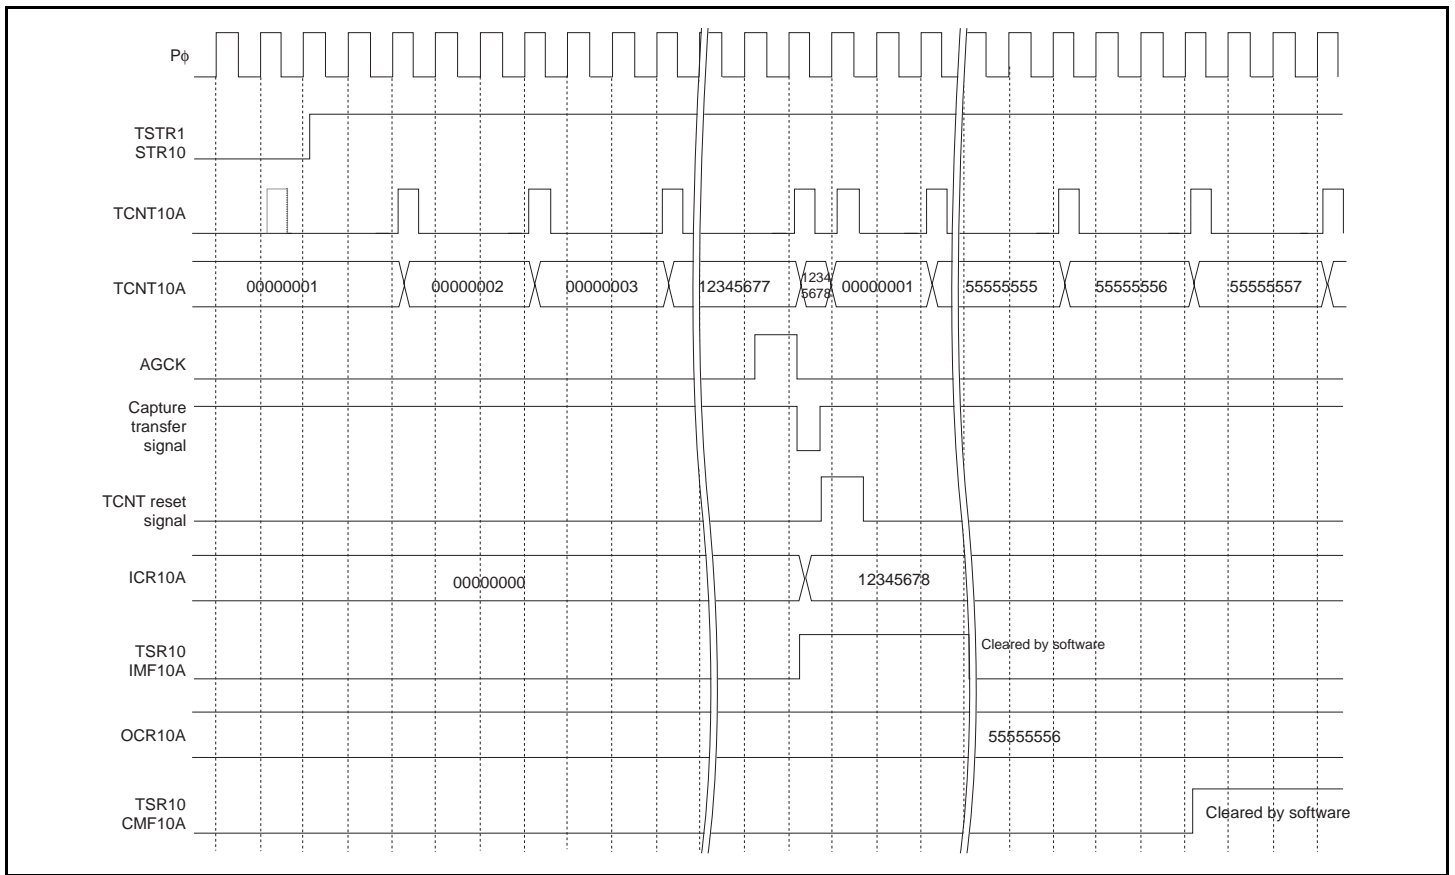 Pϕ
TSTR1
STR10
TCNT10A
TCNT10A
00000001
00000002
00000003
12345677
1234
5678
00000001
55555555
55555556
55555557
AGCK
Capture
transfer
signal
TCNT reset
signal
ICR10A
00000000
12345678
TSR10
IMF10A
Cleared by software
OCR10A
55555556
TSR10
CMF10A
Cleared by software